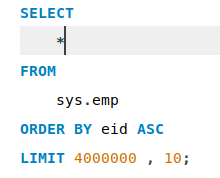 SELECT
*
FROM
sys.emp
ORDER BY eid ASC
LIMIT 4000000 , 10;